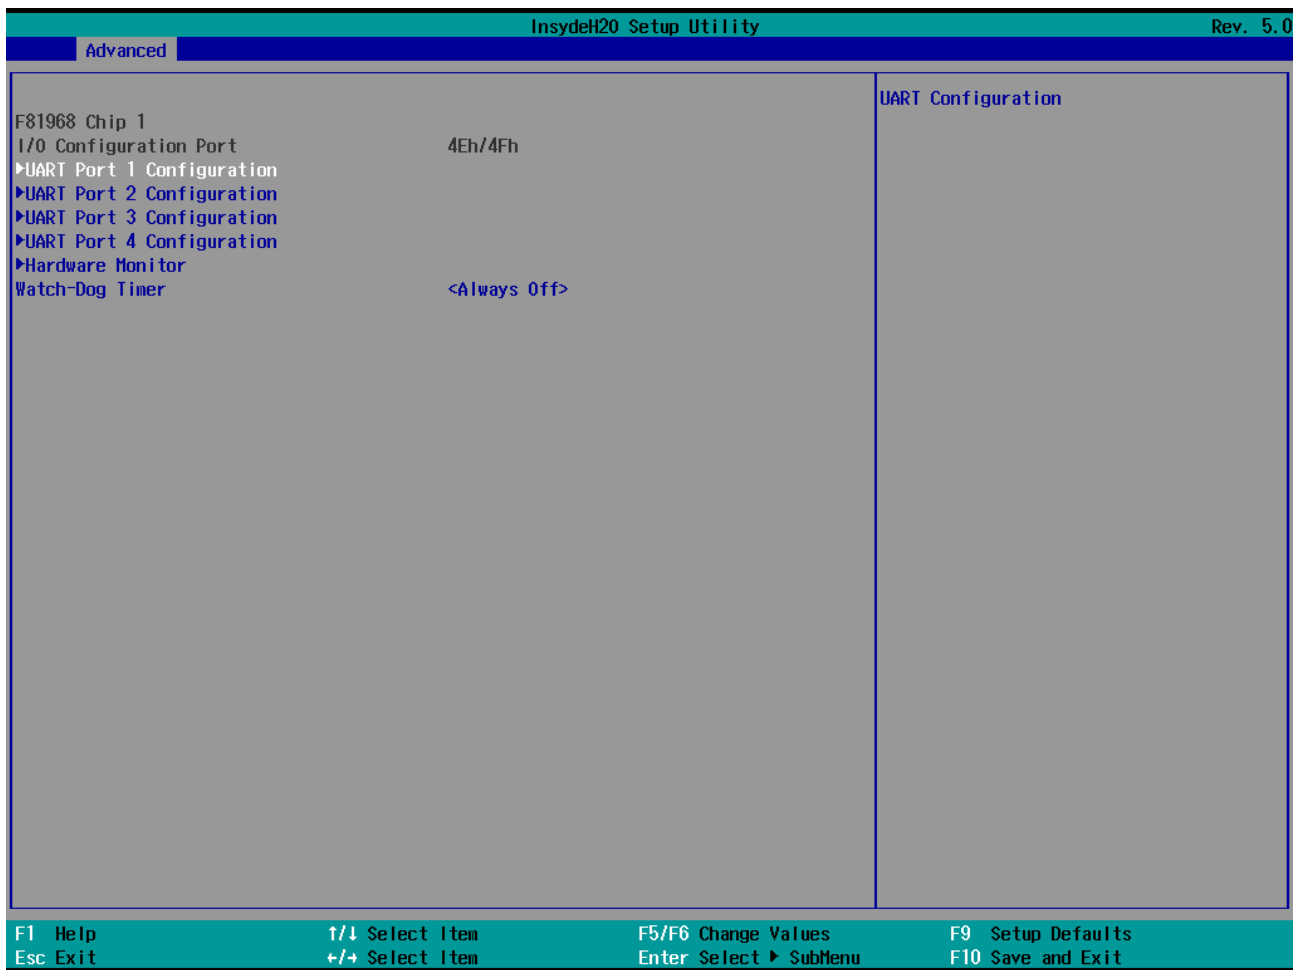 InsydeH20 Setup Utility Rev. 5.0
Advanced
UART Configuration
F81968 Chip 1
I/O Configuration Port 4Eh/4Fh
▶UART Port 1 Configuration
▶UART Port 2 Configuration
▶UART Port 3 Configuration
▶UART Port 4 Configuration
▶Hardware Monitor
Watch-Dog Timer <Always Off>
F1 Help ↑/↓ Select Item F5/F6 Change Values F9 Setup Defaults
Esc Exit ←/→ Select Item Enter Select ▶ SubMenu F10 Save and Exit